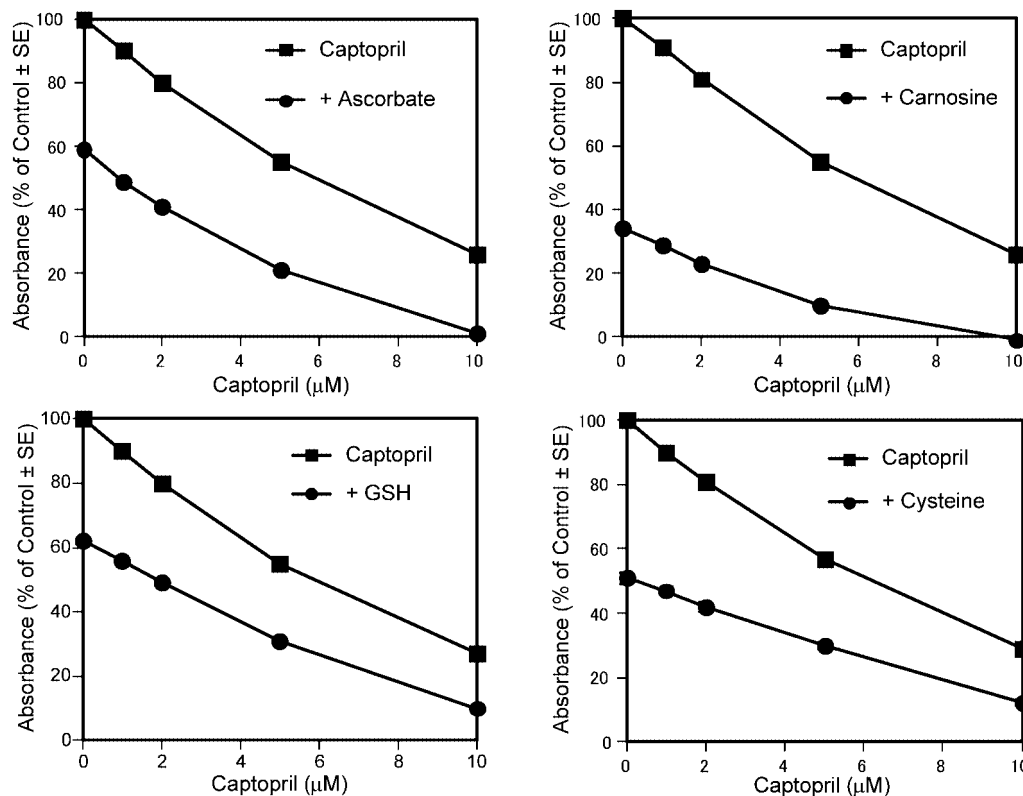 Absorbance (% of Control ± SE)
100
80
60
40
20
0
Captopril
+ Ascorbate
0 2 4 6 8 10
Captopril (μM)
Absorbance (% of Control ± SE)
100
80
60
40
20
0
Captopril
+ Carnosine
0 2 4 6 8 10
Captopril (μM)
Absorbance (% of Control ± SE)
100
80
60
40
20
0
Captopril
+ GSH
0 2 4 6 8 10
Captopril (μM)
Absorbance (% of Control ± SE)
100
80
60
40
20
0
Captopril
+ Cysteine
0 2 4 6 8 10
Captopril (μM)